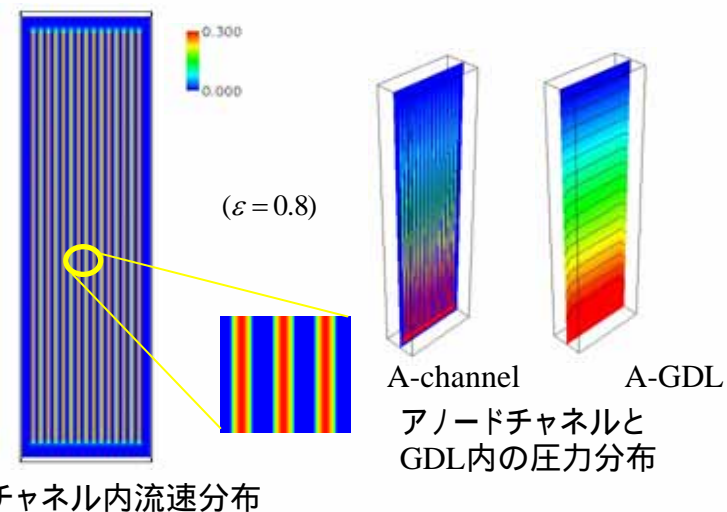 0.300
0.000
(ε = 0.8)
A-channel
A-GDL
アノードチャネルと
GDL内の圧力分布
チャネル内流速分布